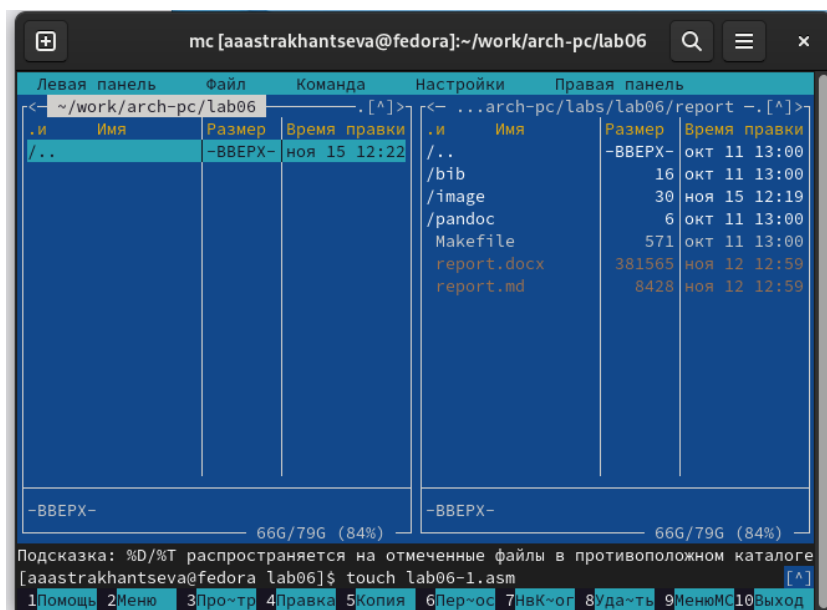 mc [aaastrakhantseva@fedora]:~/work/arch-pc/lab06
Левая панель Файл Команда Настройки Правая панель
<— ~/work/arch-pc/lab06 .[^]> <— ...arch-pc/labs/lab06/report —.[^]>
.и Имя Размер Время правки .и Имя Размер Время правки
/.. -ВВЕРХ- ноя 15 12:22 /.. -ВВЕРХ- окт 11 13:00
/bib 16 окт 11 13:00
/image 30 ноя 15 12:19
/pandoc 6 окт 11 13:00
Makefile 571 окт 11 13:00
report.docx 381565 ноя 12 12:59
report.md 8428 ноя 12 12:59
-ВВЕРХ- -ВВЕРХ-
66G/79G (84%) 66G/79G (84%)
Подсказка: %D/%T распространяется на отмеченные файлы в противоположном каталоге
[aaastrakhantseva@fedora lab06]$ touch lab06-1.asm [^]
1Помощь 2Меню 3Про~тр 4Правка 5Копия 6Пер~ос 7НвК~ог 8Уда~ть 9МенюМС 10Выход